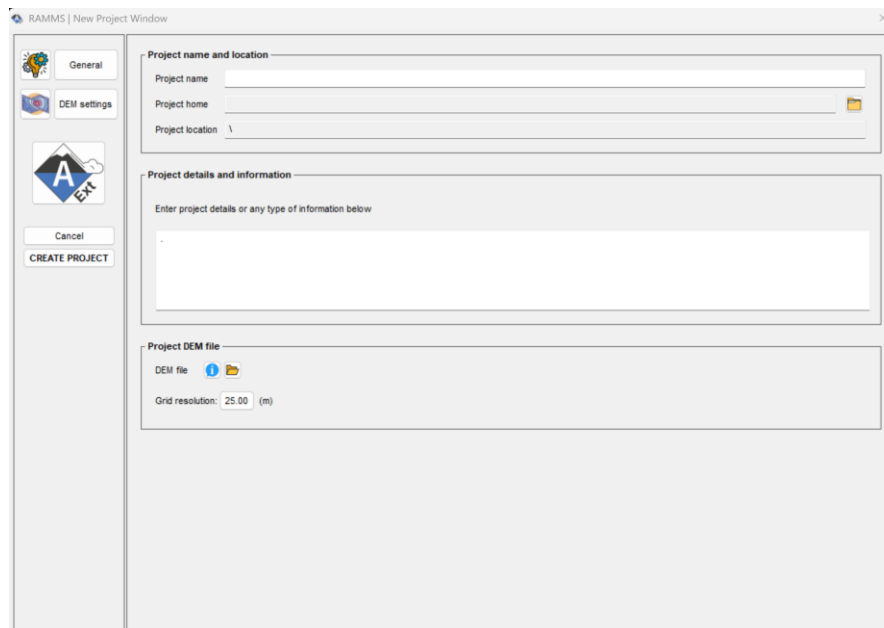 RAMMS | New Project Window
General
DEM settings
A
Ext
Cancel
CREATE PROJECT
Project name and location
Project name
Project home
Project location \
Project details and information
Enter project details or any type of information below
.
Project DEM file
DEM file i
Grid resolution: 25.00 (m)